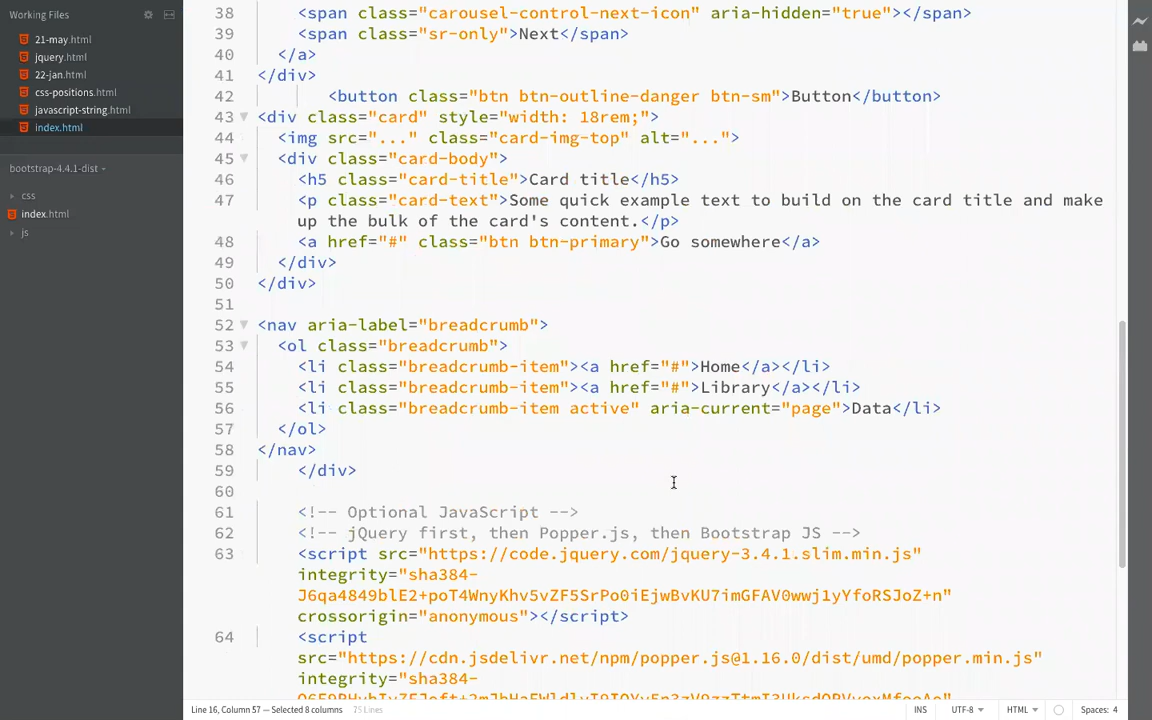 Working Files
21-may.html
jquery.html
22-jan.html
css-positions.html
javascript-string.html
index.html
bootstrap-4.4.1-dist
css
index.html
js
38 <span class="carousel-control-next-icon" aria-hidden="true"></span>
39 <span class="sr-only">Next</span>
40 </a>
41 </div>
42 <button class="btn btn-outline-danger btn-sm">Button</button>
43 <div class="card" style="width: 18rem;">
44 <img src="..." class="card-img-top" alt="...">
45 <div class="card-body">
46 <h5 class="card-title">Card title</h5>
47 <p class="card-text">Some quick example text to build on the card title and make
up the bulk of the card's content.</p>
48 <a href="#" class="btn btn-primary">Go somewhere</a>
49 </div>
50 </div>
51
52 <nav aria-label="breadcrumb">
53 <ol class="breadcrumb">
54 <li class="breadcrumb-item"><a href="#">Home</a></li>
55 <li class="breadcrumb-item"><a href="#">Library</a></li>
56 <li class="breadcrumb-item active" aria-current="page">Data</li>
57 </ol>
58 </nav>
59 </div>
60
61 <!-- Optional JavaScript -->
62 <!-- jQuery first, then Popper.js, then Bootstrap JS -->
63 <script src="https://code.jquery.com/jquery-3.4.1.slim.min.js"
integrity="sha384-
J6qa4849blE2+poT4WnyKhv5vZF5SrPo0iEjwBvKU7imGFAV0wwj1yYfoRSJoZ+n"
crossorigin="anonymous"></script>
64 <script
src="https://cdn.jsdelivr.net/npm/popper.js@1.16.0/dist/umd/popper.min.js"
integrity="sha384-
Line 16, Column 57 — Selected 8 columns 75 Lines
INS UTF-8 HTML Spaces: 4